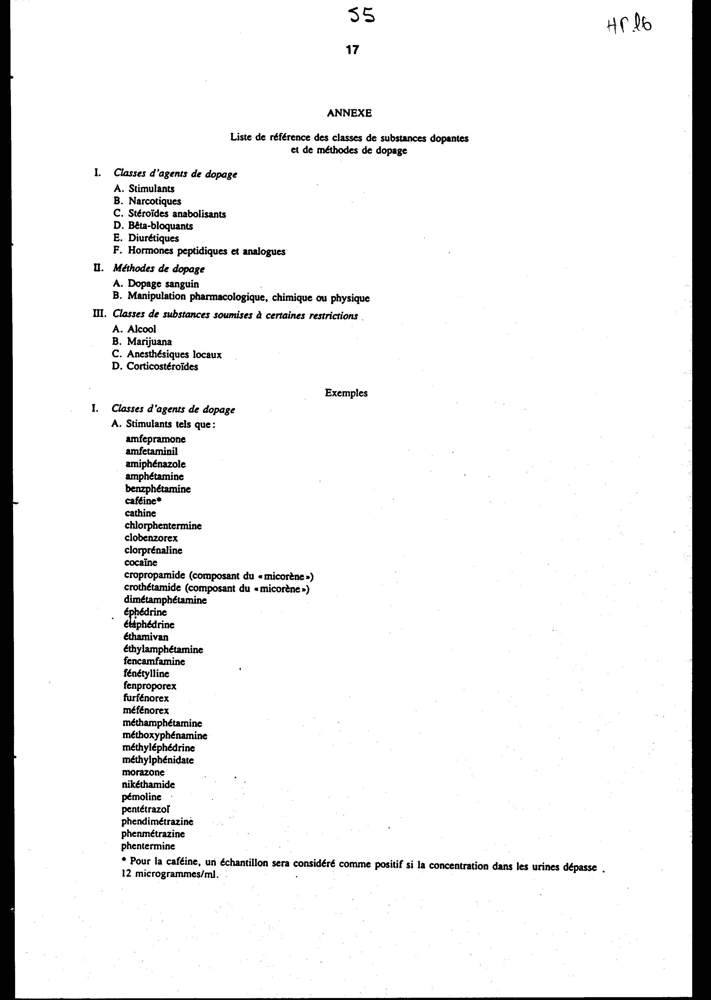 55
17
ANNEXE
Liste de référence des classes de substances dopantes
et de méthodes de dopage
I. Classes d'agents de dopage
A. Stimulants
B. Narcotiques
C. Stéroïdes anabolisants
D. Bêta-bloquants
E. Diurétiques
F. Hormones peptidiques et analogues
II. Méthodes de dopage
A. Dopage sanguin
B. Manipulation pharmacologique, chimique ou physique
III. Classes de substances soumises à certaines restrictions
A. Alcool
B. Marijuana
C. Anesthésiques locaux
D. Corticostéroïdes
Exemples
I. Classes d'agents de dopage
A. Stimulants tels que :
amfepramone
amfetaminil
amiphénazole
amphétamine
benzphétamine
caféine*
cathine
chlorphentermine
clobenzorex
clorprénaline
cocaïne
cropropamide (composant du « micorène »)
crothétamide (composant du « micorène »)
dimétamphétamine
éphédrine
étaphédrine
éthamivan
éthylamphétamine
fencamfamine
fénétylline
fenproporex
furfénorex
méfénorex
méthamphétamine
méthoxyphénamine
méthyléphédrine
méthylphénidate
morazone
nikéthamide
pémoline
pentétrazol
phendimétrazine
phenmétrazine
phentermine
* Pour la caféine, un échantillon sera considéré comme positif si la concentration dans les urines dépasse
12 microgrammes/ml.